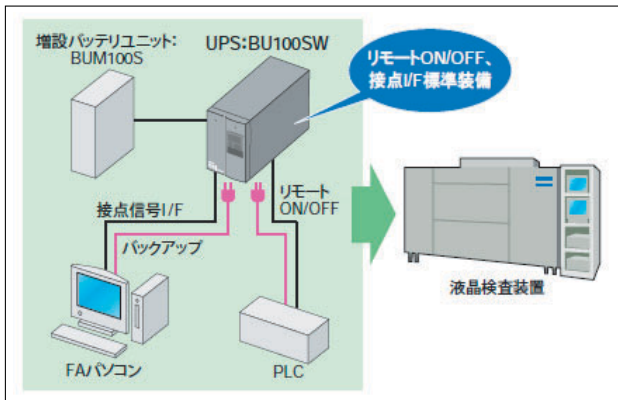 増設バッテリユニット:
BUM100S
UPS:BU100SW
リモートON/OFF、
接点I/F標準装備
接点信号I/F
バックアップ
リモート
ON/OFF
液晶検査装置
FAパソコン
PLC